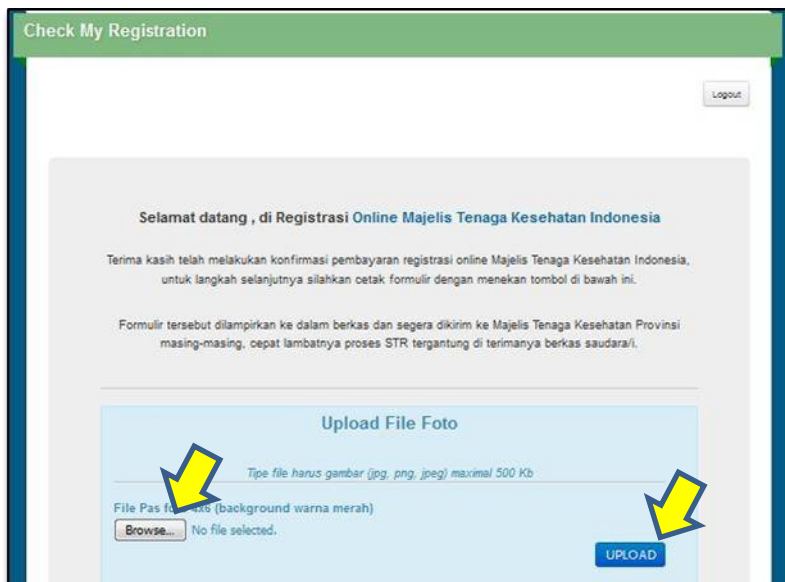 Check My Registration
Logout
Selamat datang , di Registrasi Online Majelis Tenaga Kesehatan Indonesia
Terima kasih telah melakukan konfirmasi pembayaran registrasi online Majelis Tenaga Kesehatan Indonesia,
untuk langkah selanjutnya silahkan cetak formulir dengan menekan tombol di bawah ini.
Formulir tersebut dilampirkan ke dalam berkas dan segera dikirim ke Majelis Tenaga Kesehatan Provinsi
masing-masing, cepat lambatnya proses STR tergantung di terimanya berkas saudara/i.
Upload File Foto
Tipe file harus gambar (jpg, png, jpeg) maximal 500 Kb
File Pas 4x6 (background warna merah)
Browse... No file selected.
UPLOAD